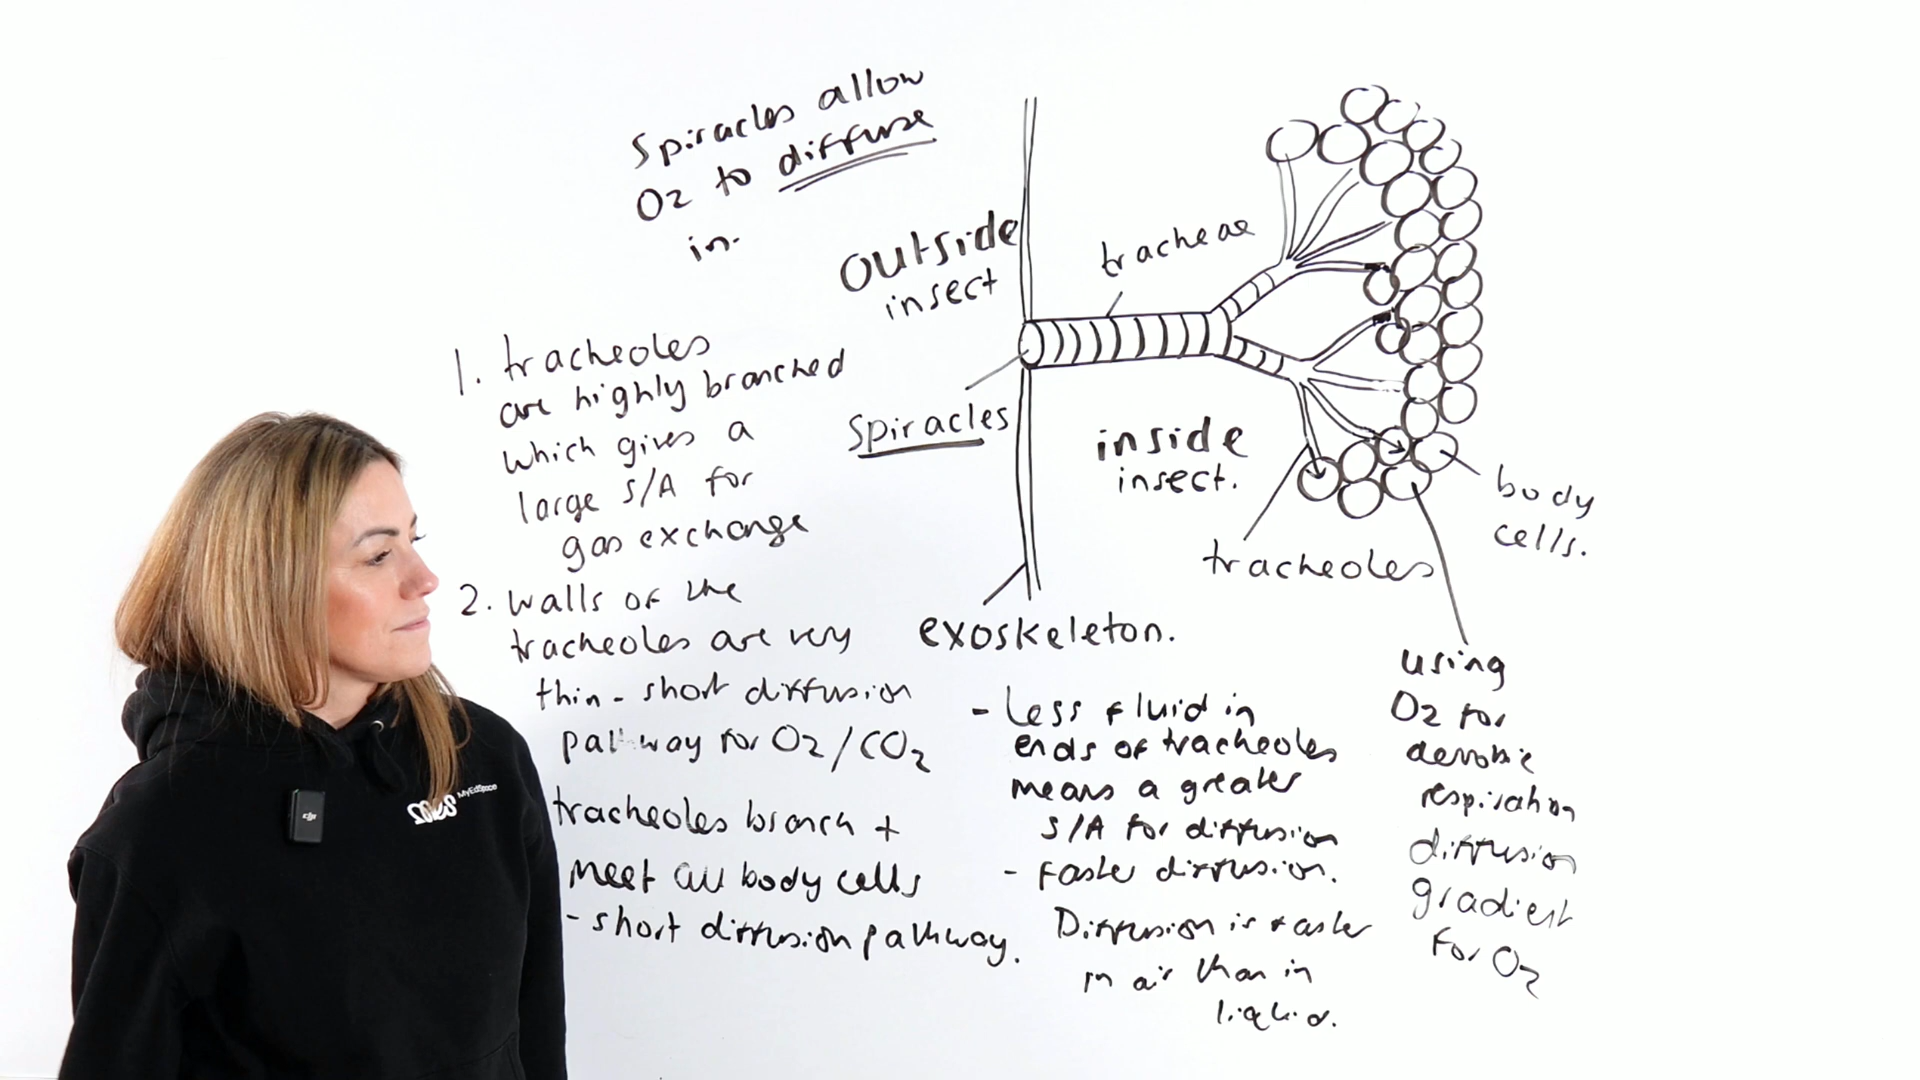 Spiracles allow
O2 to diffuse
in.
outside
insect
tracheae
1. tracheoles
are highly branched
which gives a
large S/A for
gas exchange
Spiracles
inside
insect.
body
cells.
tracheoles
exoskeleton.
2. walls of the
tracheoles are very
thin - short diffusion
pathway for O2/CO2
tracheoles branch +
meet all body cells
- short diffusion pathway.
- Less fluid in
ends of tracheoles
means a greater
S/A for diffusion
- faster diffusion.
Diffusion is faster
in air than in
liquid.
using
O2 for
aerobic
respiration
diffusion
gradient
for O2
MyEdSpace
dji